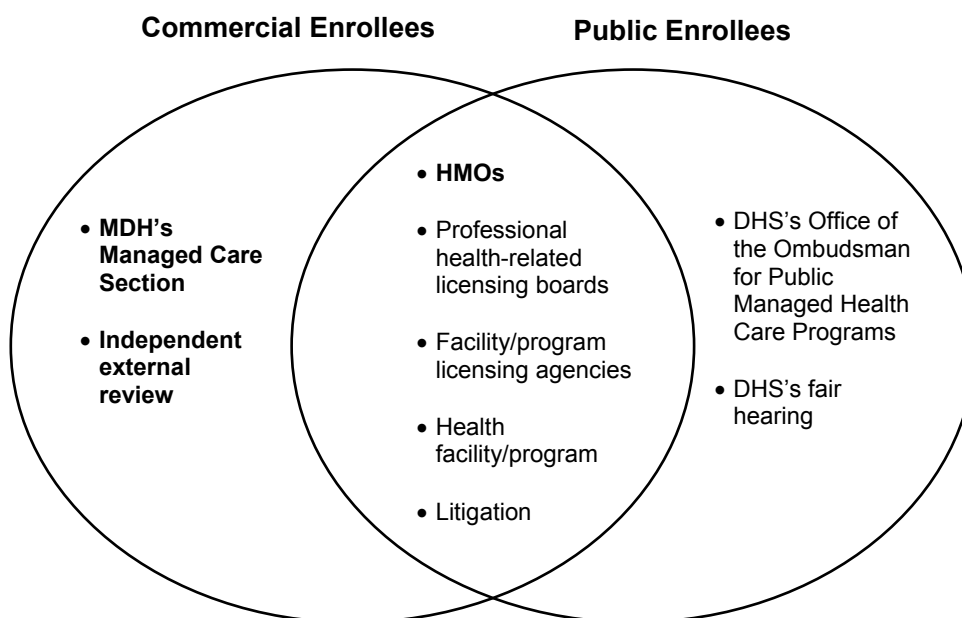 Commercial Enrollees
Public Enrollees
• MDH's
Managed Care
Section
• Independent
external
review
• HMOs
• Professional
health-related
licensing boards
• Facility/program
licensing agencies
• Health
facility/program
• Litigation
• DHS's Office of
the Ombudsman
for Public
Managed Health
Care Programs
• DHS's fair
hearing